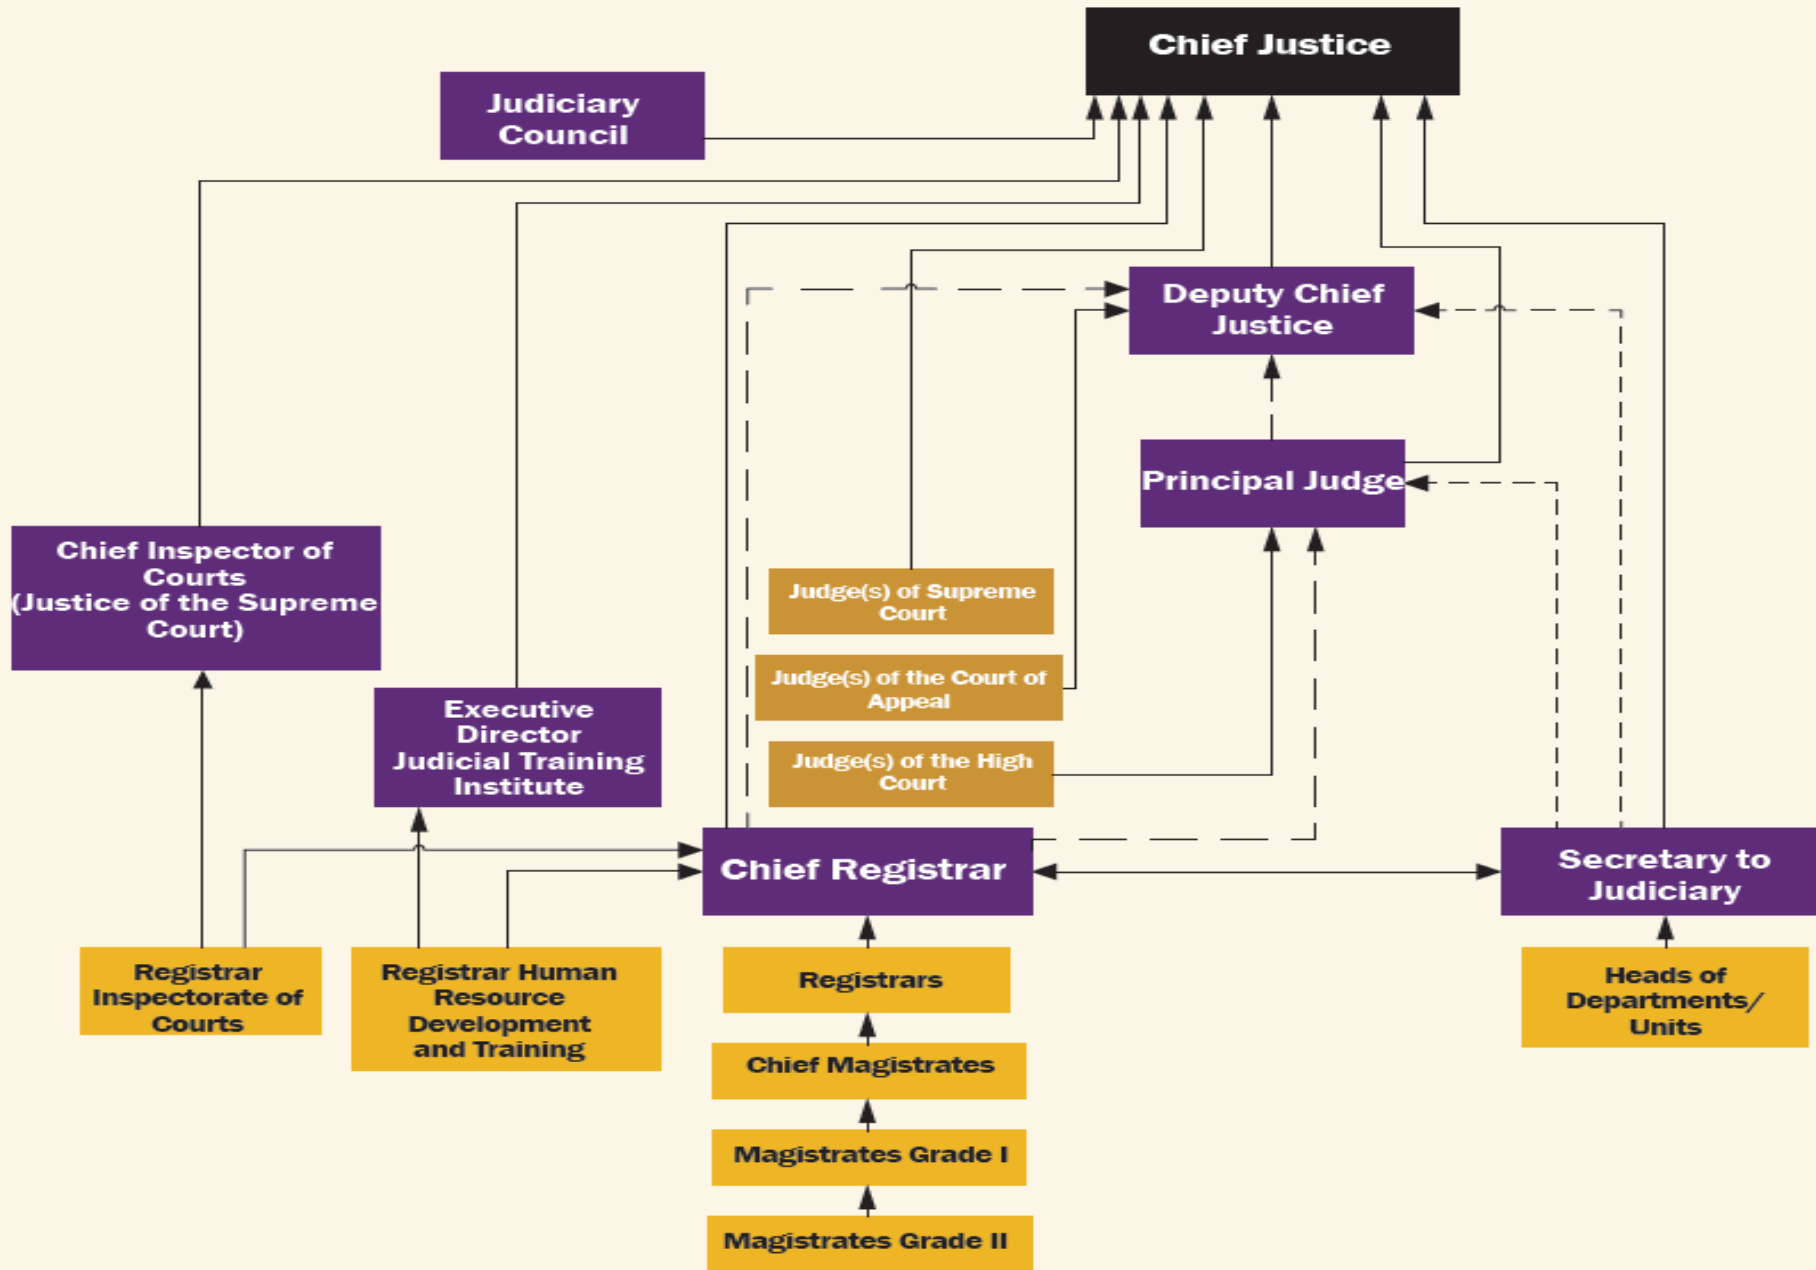 Chief Justice
Judiciary
Council
Deputy Chief
Justice
Principal Judge
Chief Inspector of
Courts
(Justice of the Supreme
Court)
Judge(s) of Supreme
Court
Judge(s) of the Court of
Appeal
Executive
Director
Judicial Training
Institute
Judge(s) of the High
Court
Chief Registrar
Secretary to
Judiciary
Registrar
Inspectorate of
Courts
Registrar Human
Resource
Development
and Training
Registrars
Heads of
Departments/
Units
Chief Magistrates
Magistrates Grade I
Magistrates Grade II